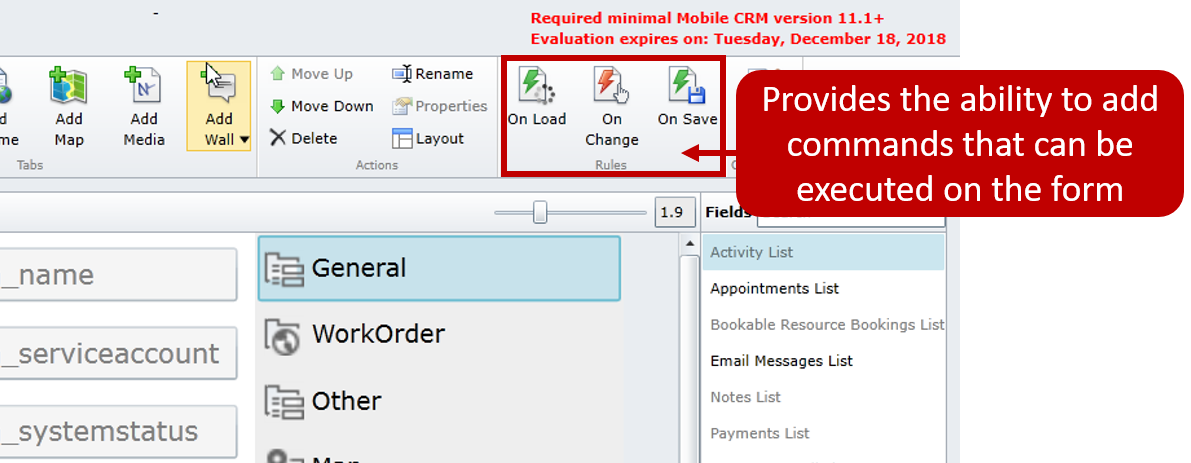 Required minimal Mobile CRM version 11.1+
Evaluation expires on: Tuesday, December 18, 2018
Move Up
Rename
On Load
On
Change
On Save
Add
Map
Add
Media
Add
Wall
Move Down
Properties
Delete
Layout
Tabs
Actions
Rules
Provides the ability to add
commands that can be
executed on the form
1.9
Fields
_name
_serviceaccount
_systemstatus
General
WorkOrder
Other
Activity List
Appointments List
Bookable Resource Bookings List
Email Messages List
Notes List
Payments List